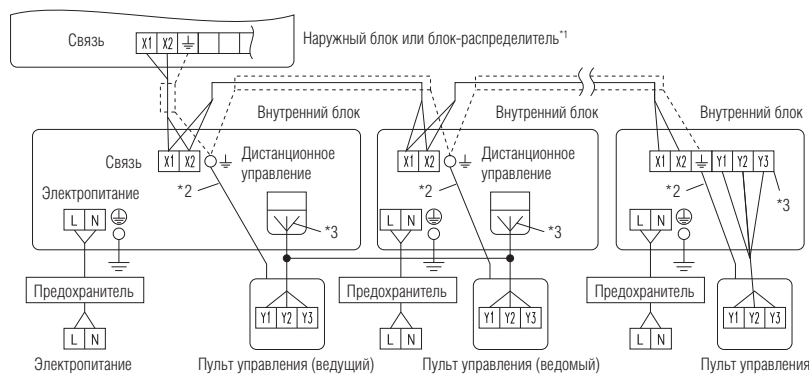 Связь X1 X2 Наружный блок или блок-распределитель*1
Внутренний блок Внутренний блок Внутренний блок
Связь X1 X2 Дистанционное управление X1 X2 Дистанционное управление X1 X2 Y1 Y2 Y3
*2 *2 *2 *3
Электропитание
L N *3 L N *3 L N
Предохранитель Предохранитель Предохранитель
Y1 Y2 Y3 Y1 Y2 Y3 Y1 Y2 Y3
L N L N L N
Электропитание Пульт управления (ведущий) Пульт управления (ведомый) Пульт управления